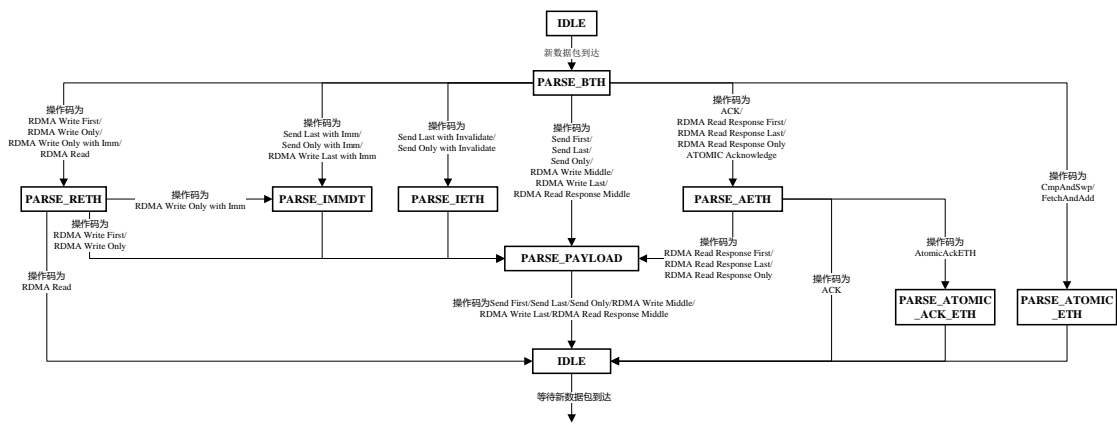 IDLE
新数据包到达
PARSE_BTH
操作码为
RDMA Write First/
RDMA Write Only/
RDMA Write Only with Imm/
RDMA Read
操作码为
Send Last with Imm/
Send Only with Imm/
RDMA Write Last with Imm
操作码为
Send Last with Invalidate/
Send Only with Invalidate
操作码为
Send First/
Send Last/
Send Only/
RDMA Write Middle/
RDMA Write Last/
RDMA Read Response Middle
操作码为
ACK/
RDMA Read Response First/
RDMA Read Response Last/
RDMA Read Response Only
ATOMIC Acknowledge
操作码为
CmpAndSwp/
FetchAndAdd
PARSE_RETH
操作码为
RDMA Write Only with Imm
PARSE_IMMDT
PARSE_IETH
PARSE_AETH
操作码为
RDMA Write First/
RDMA Write Only
操作码为
RDMA Read
PARSE_PAYLOAD
操作码为
RDMA Read Response First/
RDMA Read Response Last/
RDMA Read Response Only
操作码为
ACK
操作码为
AtomicAckETH
PARSE_ATOMIC
_ACK_ETH
PARSE_ATOMIC
_ETH
操作码为Send First/Send Last/Send Only/RDMA Write Middle/
RDMA Write Last/RDMA Read Response Middle
IDLE
等待新数据包到达